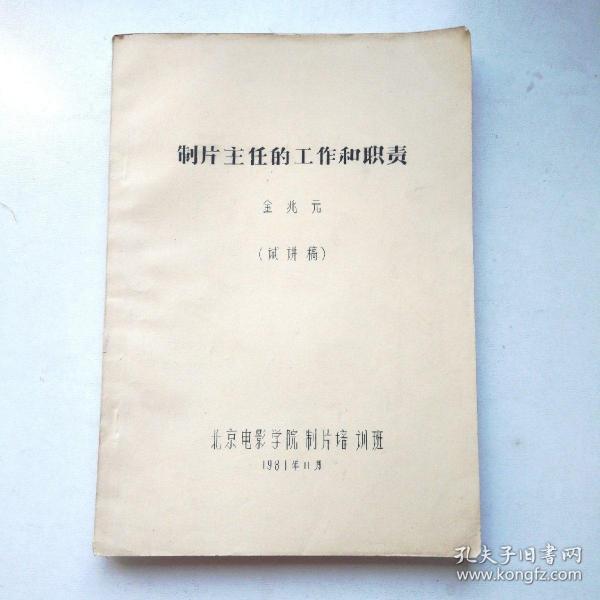 制片主任的工作和职责
金兆元
（试讲稿）
北京电影学院 制片培训班
1981年11月
孔夫子旧书网
www.kongfz.com